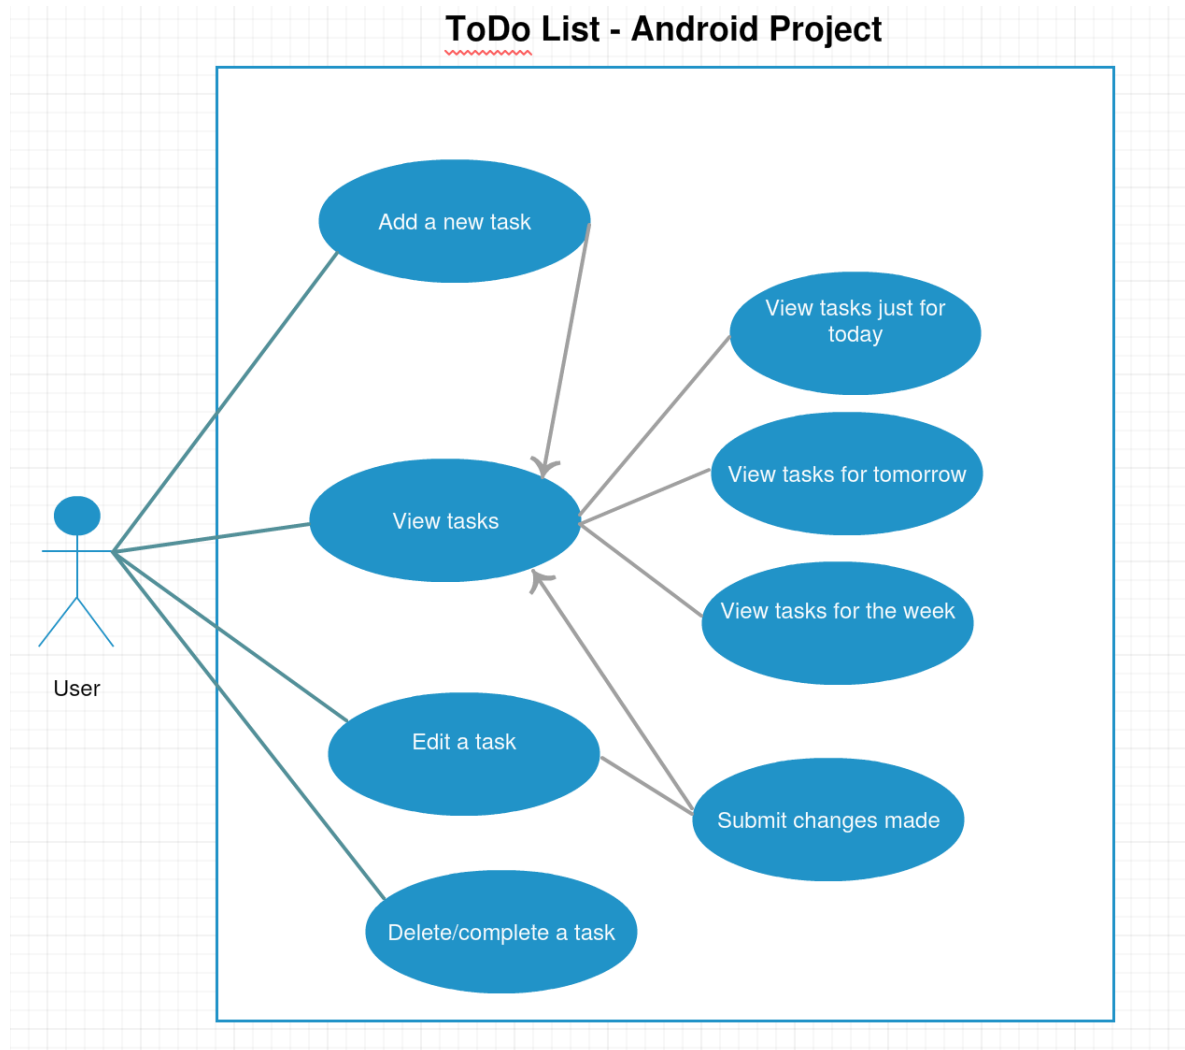 ToDo List - Android Project
Add a new task
View tasks just for
today
View tasks for tomorrow
View tasks
View tasks for the week
User
Edit a task
Submit changes made
Delete/complete a task